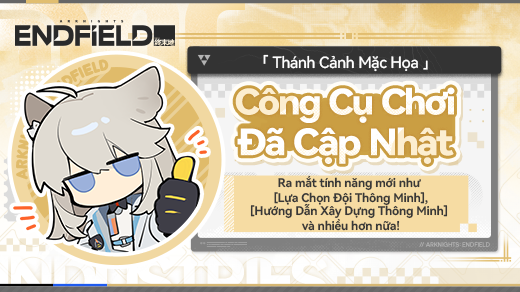 ARKNIGHTS
ENDFIELD
「 Thánh Cảnh Mặc Họa 」
Công Cụ Chơi
Đã Cập Nhật
Ra mắt tính năng mới như
[Lựa Chọn Đội Thông Minh],
[Hướng Dẫn Xây Dựng Thông Minh]
và nhiều hơn nữa!
// ARKNIGHTS: ENDFIELD